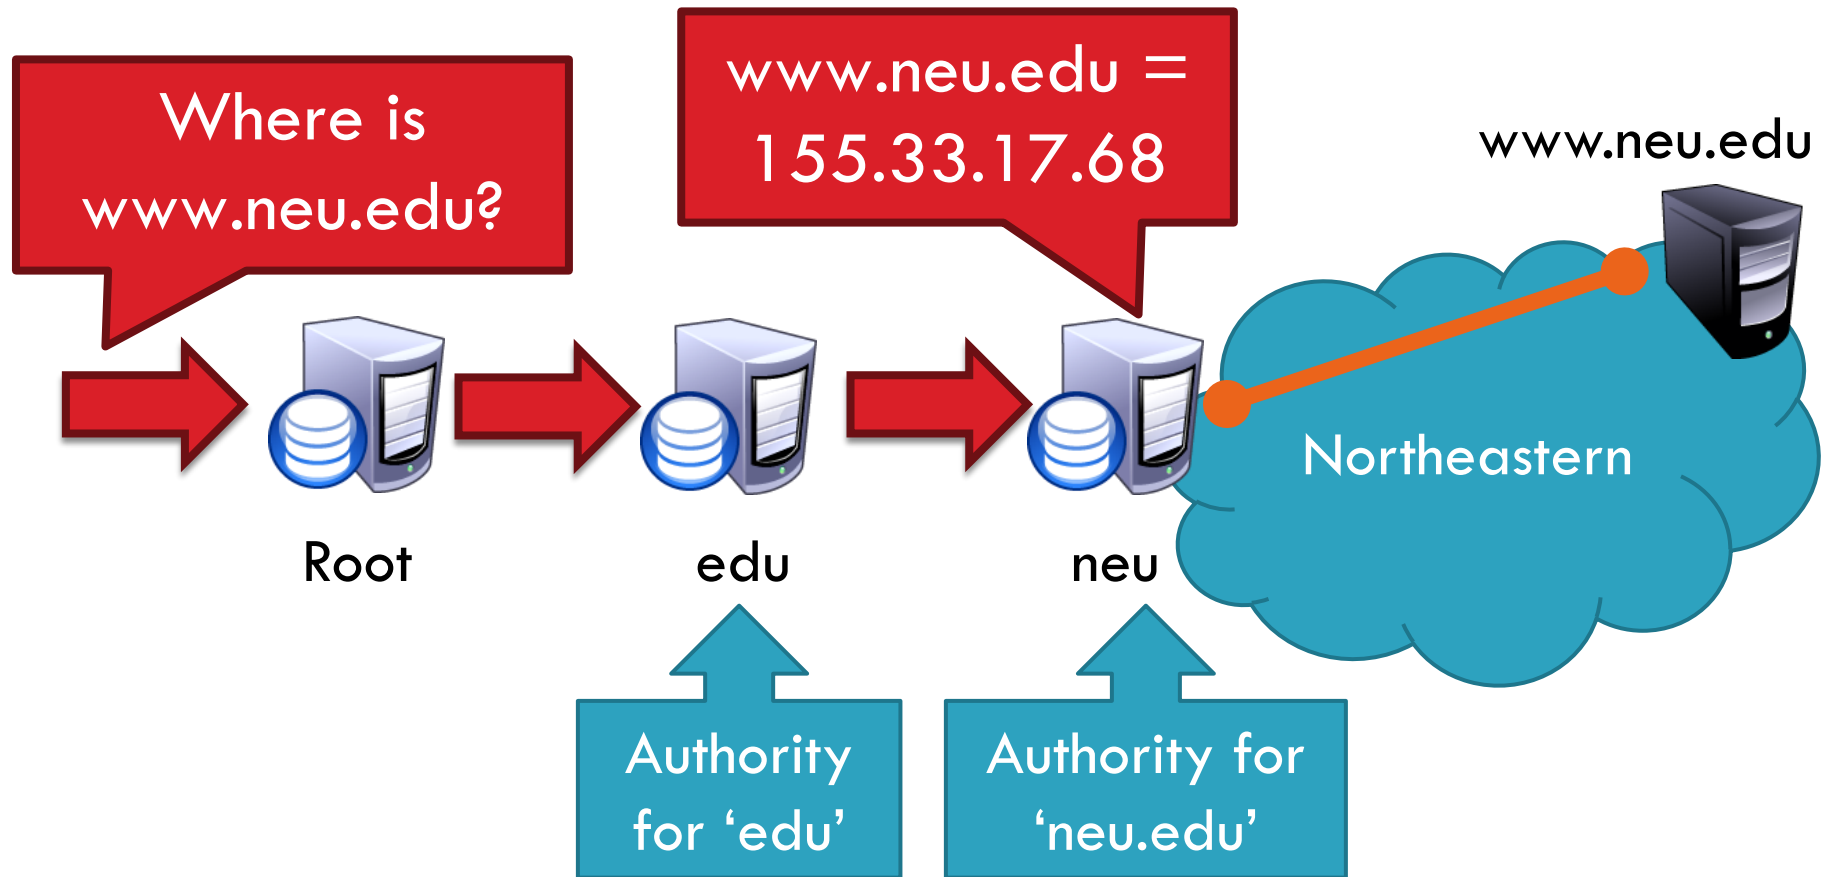 Where is
www.neu.edu?
www.neu.edu =
155.33.17.68
www.neu.edu
Northeastern
Root
edu
neu
Authority
for ‘edu’
Authority for
‘neu.edu’